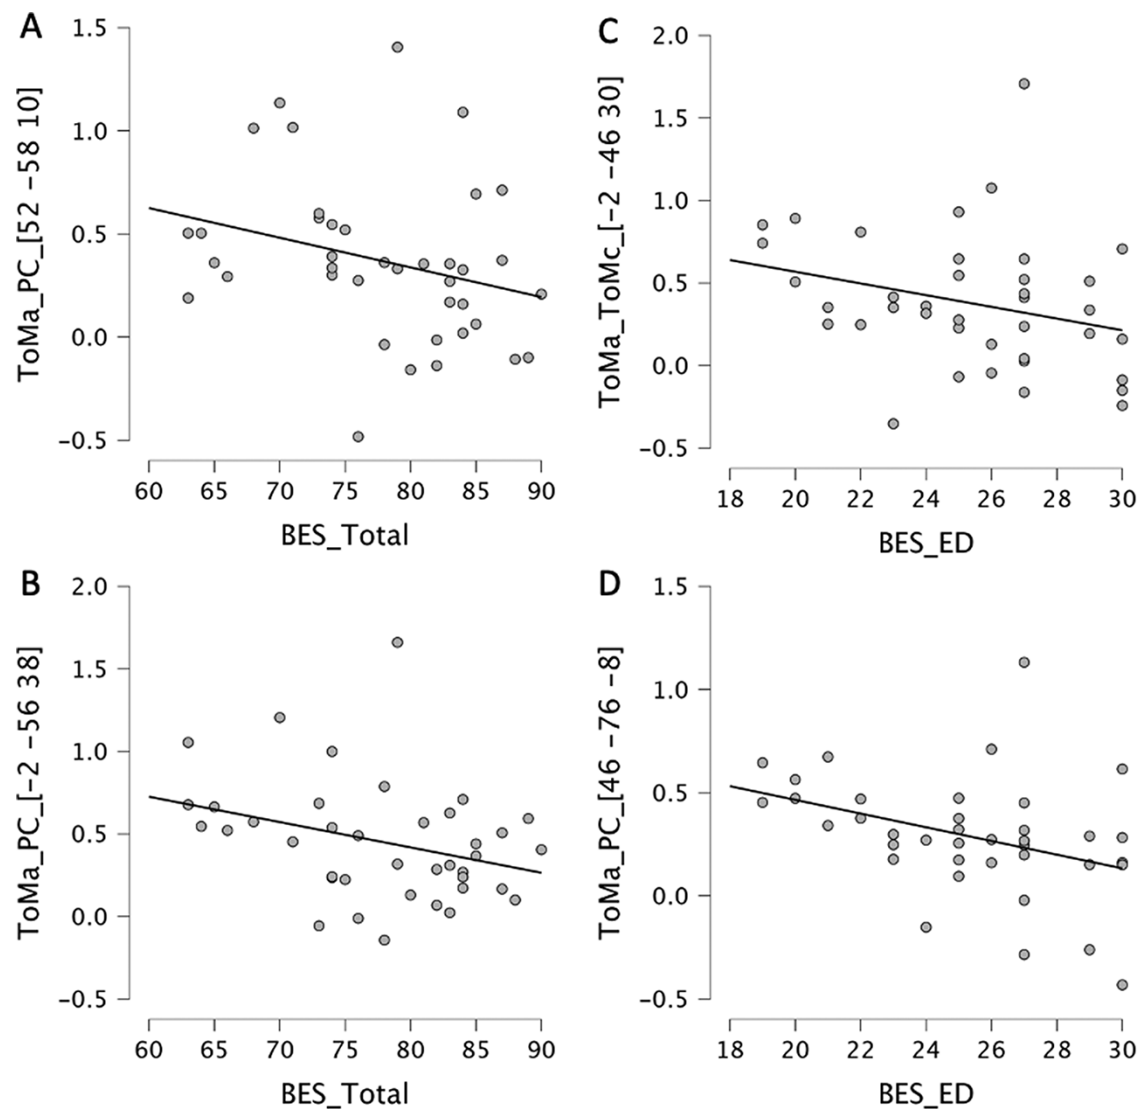 A
ToMa_PC_[52 −58 10]
1.5
1.0
0.5
0.0
−0.5
60 65 70 75 80 85 90
BES_Total
C
ToMa_ToMc_[−2 −46 30]
2.0
1.5
1.0
0.5
0.0
−0.5
18 20 22 24 26 28 30
BES_ED
B
ToMa_PC_[−2 −56 38]
2.0
1.5
1.0
0.5
0.0
−0.5
60 65 70 75 80 85 90
BES_Total
D
ToMa_PC_[46 −76 −8]
1.5
1.0
0.5
0.0
−0.5
18 20 22 24 26 28 30
BES_ED